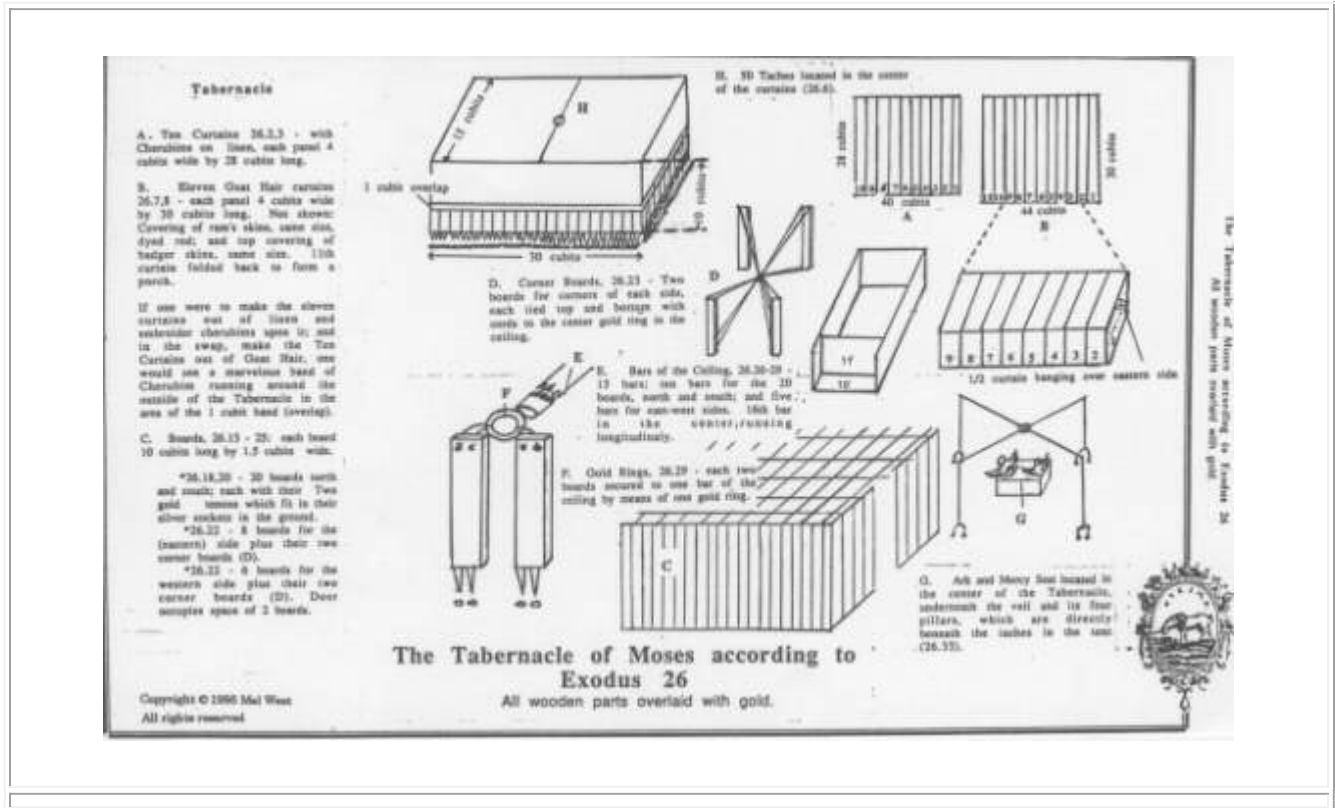 Tabernacle
A. Ten Curtains 26.2,3 - with
Cherubims on linen, each panel 4
cubits wide by 28 cubits long.
B. Eleven Goat Hair curtains
26.7,8 - each panel 4 cubits wide
by 30 cubits long. Not shown:
Covering of ram's skins, same size,
dyed red; and top covering of
badger skins, same size. 11th
curtain folded back to form a
porch.
If one were to make the eleven
curtains out of linen and
embroider cherubims upon it; and
in the swap, make the Ten
Curtains out of Goat Hair, one
would see a marvelous band of
Cherubim running around the
outside of the Tabernacle in the
area of the 1 cubit band (overlap).
C. Boards, 26.15 - 25: each board
10 cubits long by 1.5 cubits wide.
*26.18,20 - 20 boards north
and south; each with their Two
gold tenons which fit in their
silver sockets in the ground.
*26.22 - 8 boards for the
(eastern) side plus their two
corner boards (D).
*26.22 - 6 boards for the
western side plus their two
corner boards (D). Door
occupies space of 2 boards.
Copyright © 1996 Mel West
All rights reserved
H
1 cubit overlap
10 cubits
30 cubits
H. 50 Taches located in the center
of the curtains (26.6).
28 cubits
40 cubits
A
30 cubits
44 cubits
B
D. Corner Boards, 26.23 - Two
boards for corners of each side,
each tied top and bottom with
cords to the center gold ring in the
ceiling.
D
9 8 7 6 5 4 3 2
1/2 curtain hanging over eastern side
E. Bars of the Ceiling, 26.26-29 -
15 bars; ten bars for the 20
boards, north and south; and five
bars for east-west sides. 16th bar
in the center, running
longitudinaly.
E
F
F. Gold Rings, 26.29 - each two
boards secured to one bar of the
ceiling by means of one gold ring.
C
G
G. Ark and Mercy Seat located in
the center of the Tabernacle,
underneath the veil and its four
pillars, which are directly
beneath the taches in the tent
(26.33).
The Tabernacle of Moses according to
Exodus 26
All wooden parts overlaid with gold.
The Tabernacle of Moses according to Exodus 26
All wooden parts overlaid with gold